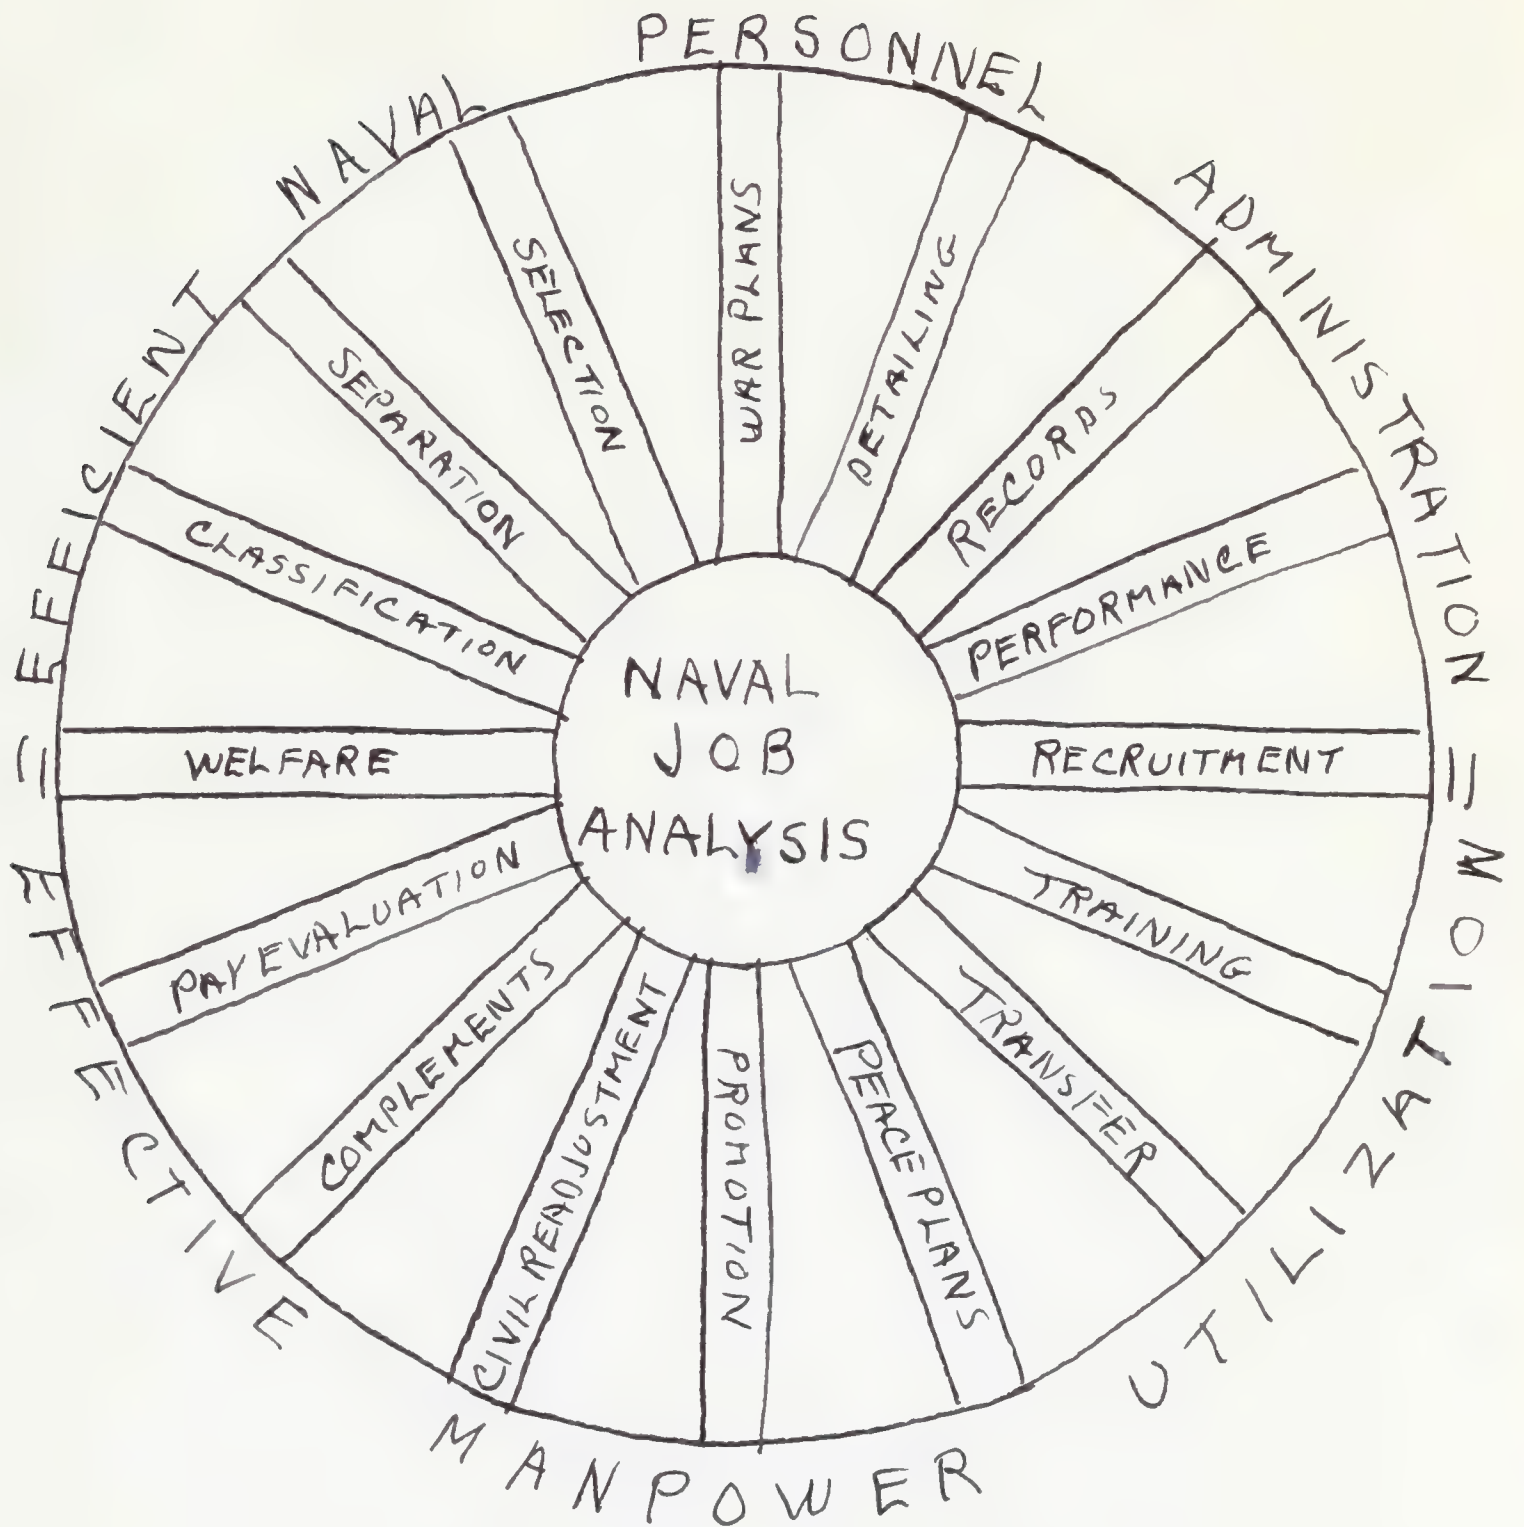 EFFICIENT NAVAL PERSONNEL ADMINISTRATION
=
EFFECTIVE MANPOWER UTILIZATION
=
WAR PLANS
DETAILING
RECORDS
PERFORMANCE
RECRUITMENT
TRAINING
TRANSFER
PEACE PLANS
PROMOTION
CIVIL READJUSTMENT
COMPLEMENTS
PAY EVALUATION
WELFARE
CLASSIFICATION
SEPARATION
SELECTION
NAVAL
JOB
ANALYSIS